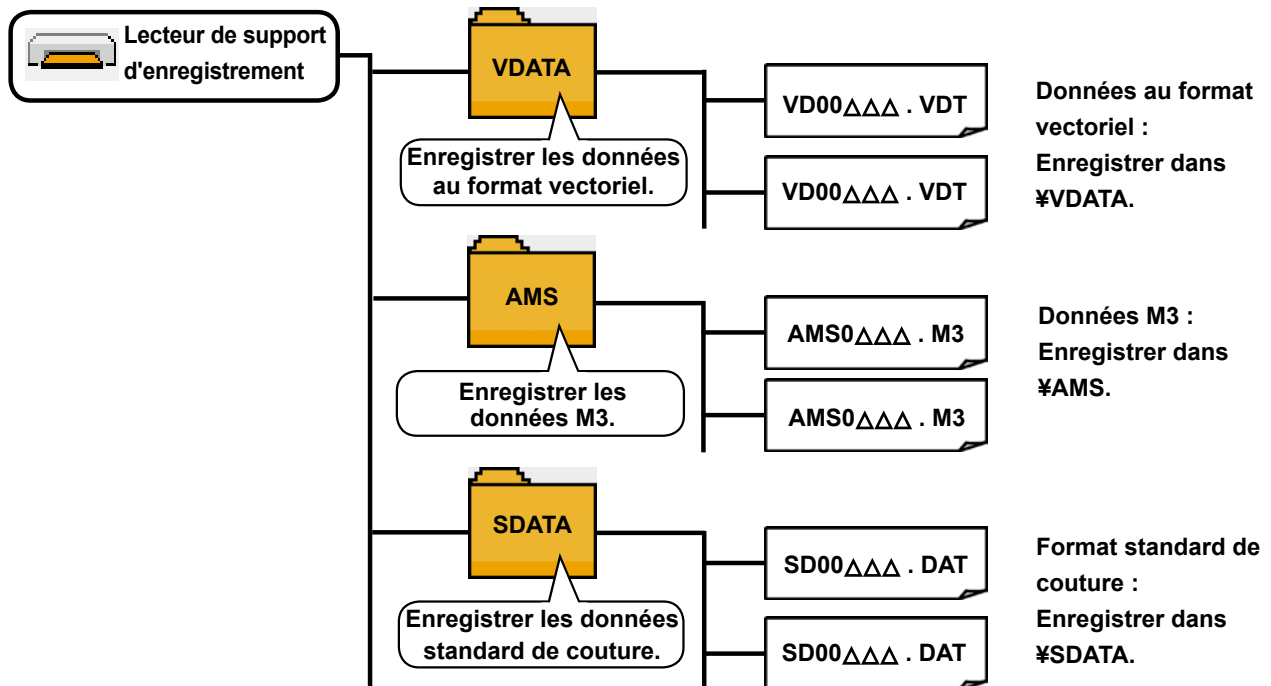 Lecteur de support
d'enregistrement
VDATA
Enregistrer les données
au format vectoriel.
VD00△△△ . VDT
VD00△△△ . VDT
Données au format
vectoriel :
Enregistrer dans
¥VDATA.
AMS
Enregistrer les
données M3.
AMS0△△△ . M3
AMS0△△△ . M3
Données M3 :
Enregistrer dans
¥AMS.
SDATA
Enregistrer les données
standard de couture.
SD00△△△ . DAT
SD00△△△ . DAT
Format standard de
couture :
Enregistrer dans
¥SDATA.